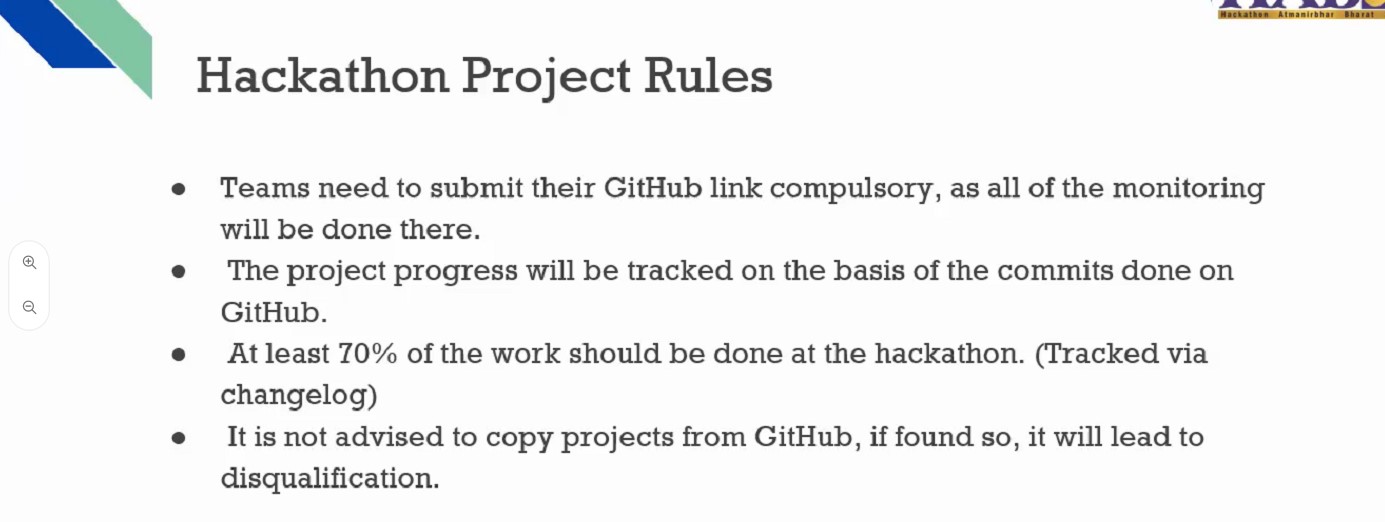 Hackathon Atmanirbhar Bharat
Hackathon Project Rules
● Teams need to submit their GitHub link compulsory, as all of the monitoring
will be done there.
● The project progress will be tracked on the basis of the commits done on
GitHub.
● At least 70% of the work should be done at the hackathon. (Tracked via
changelog)
● It is not advised to copy projects from GitHub, if found so, it will lead to
disqualification.